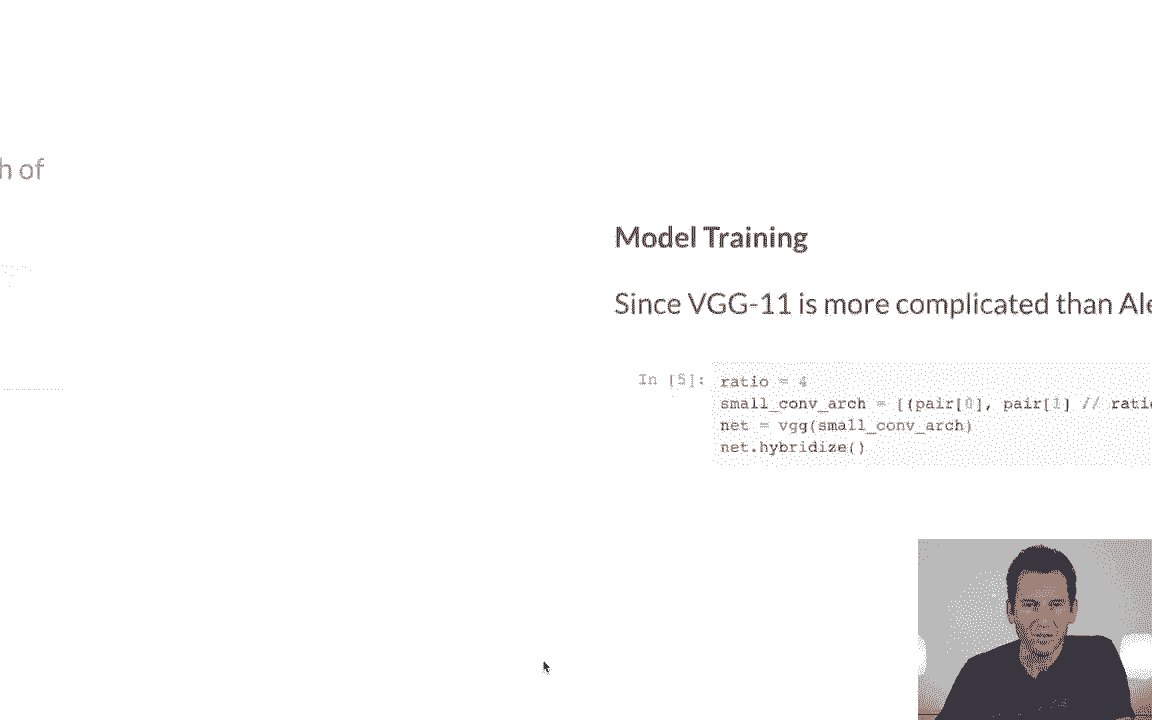 h of
Model Training
Since VGG-11 is more complicated than Ale
In [5]: ratio = 4
small_conv_arch = [(pair[0], pair[1] // ratio
net = vgg(small_conv_arch)
net.hybridize()